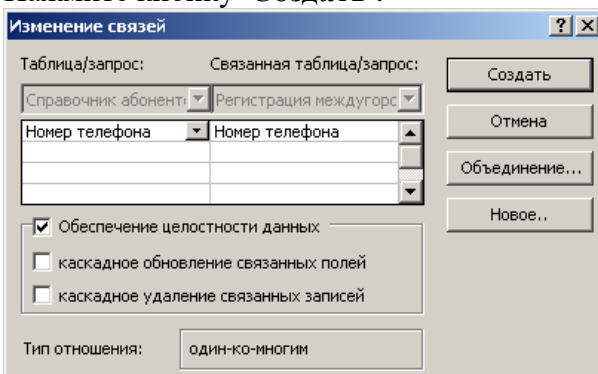 Нажмите кнопку "Создать".
Изменение связей
Таблица/запрос: Связанная таблица/запрос:
Справочник абонент Регистрация междугорс
Номер телефона Номер телефона
Создать
Отмена
Объединение...
Новое..
Обеспечение целостности данных
каскадное обновление связанных полей
каскадное удаление связанных записей
Тип отношения: один-ко-многим